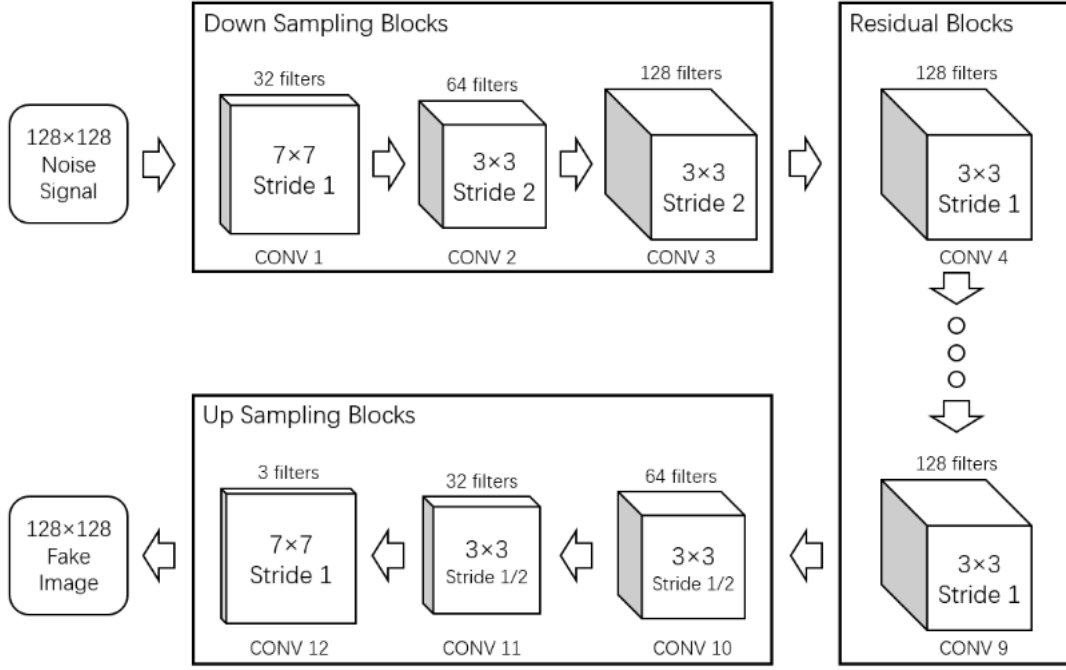 Down Sampling Blocks
Residual Blocks
128×128
Noise
Signal
32 filters
7×7
Stride 1
CONV 1
64 filters
3×3
Stride 2
CONV 2
128 filters
3×3
Stride 2
CONV 3
128 filters
3×3
Stride 1
CONV 4
128 filters
3×3
Stride 1
CONV 9
Up Sampling Blocks
64 filters
3×3
Stride 1/2
CONV 10
32 filters
3×3
Stride 1/2
CONV 11
3 filters
7×7
Stride 1
CONV 12
128×128
Fake
Image